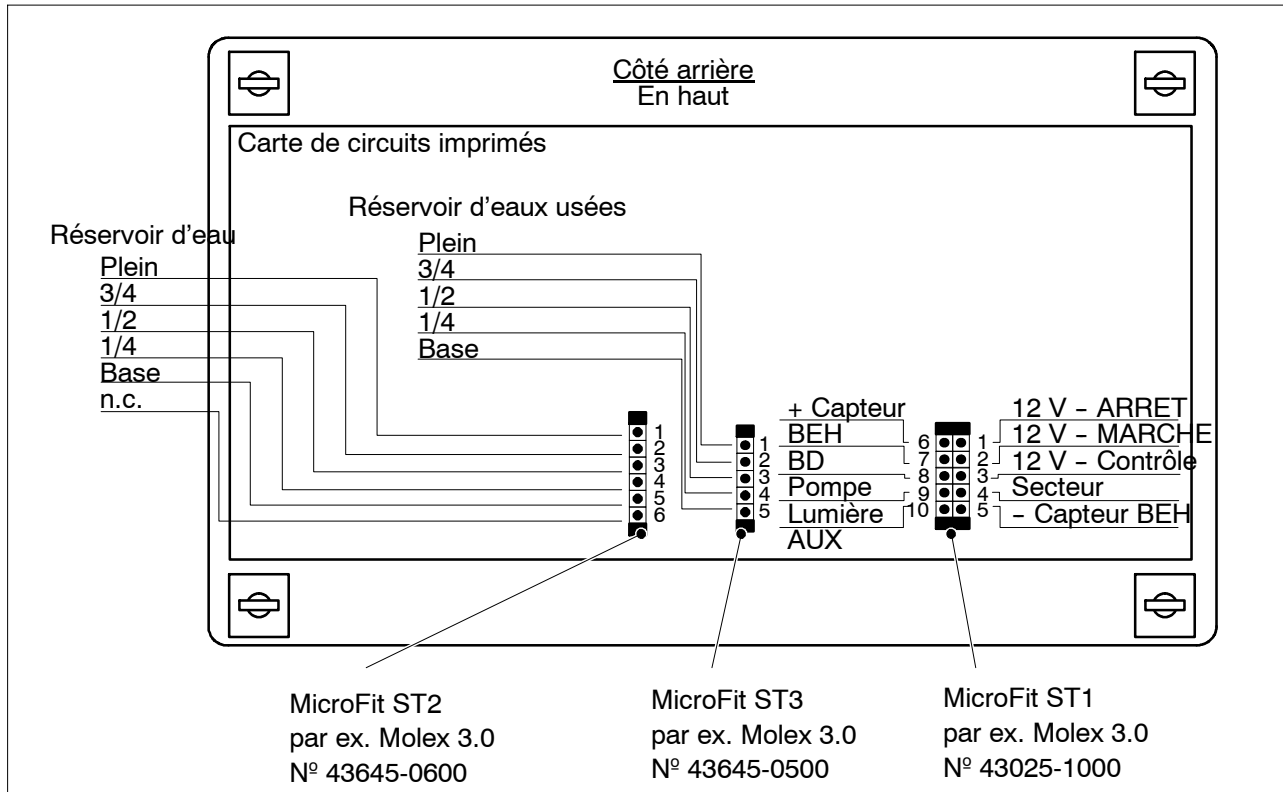 Côté arrière
En haut
Carte de circuits imprimés
Réservoir d'eau
Plein
3/4
1/2
1/4
Base
n.c.
Réservoir d'eaux usées
Plein
3/4
1/2
1/4
Base
1
2
3
4
5
6
1
2
3
4
5
+ Capteur
BEH
BD
Pompe
Lumière
AUX
6
7
8
9
10
1
2
3
4
5
12 V - ARRET
12 V - MARCHE
12 V - Contrôle
Secteur
- Capteur BEH
MicroFit ST2
par ex. Molex 3.0
Nº 43645-0600
MicroFit ST3
par ex. Molex 3.0
Nº 43645-0500
MicroFit ST1
par ex. Molex 3.0
Nº 43025-1000